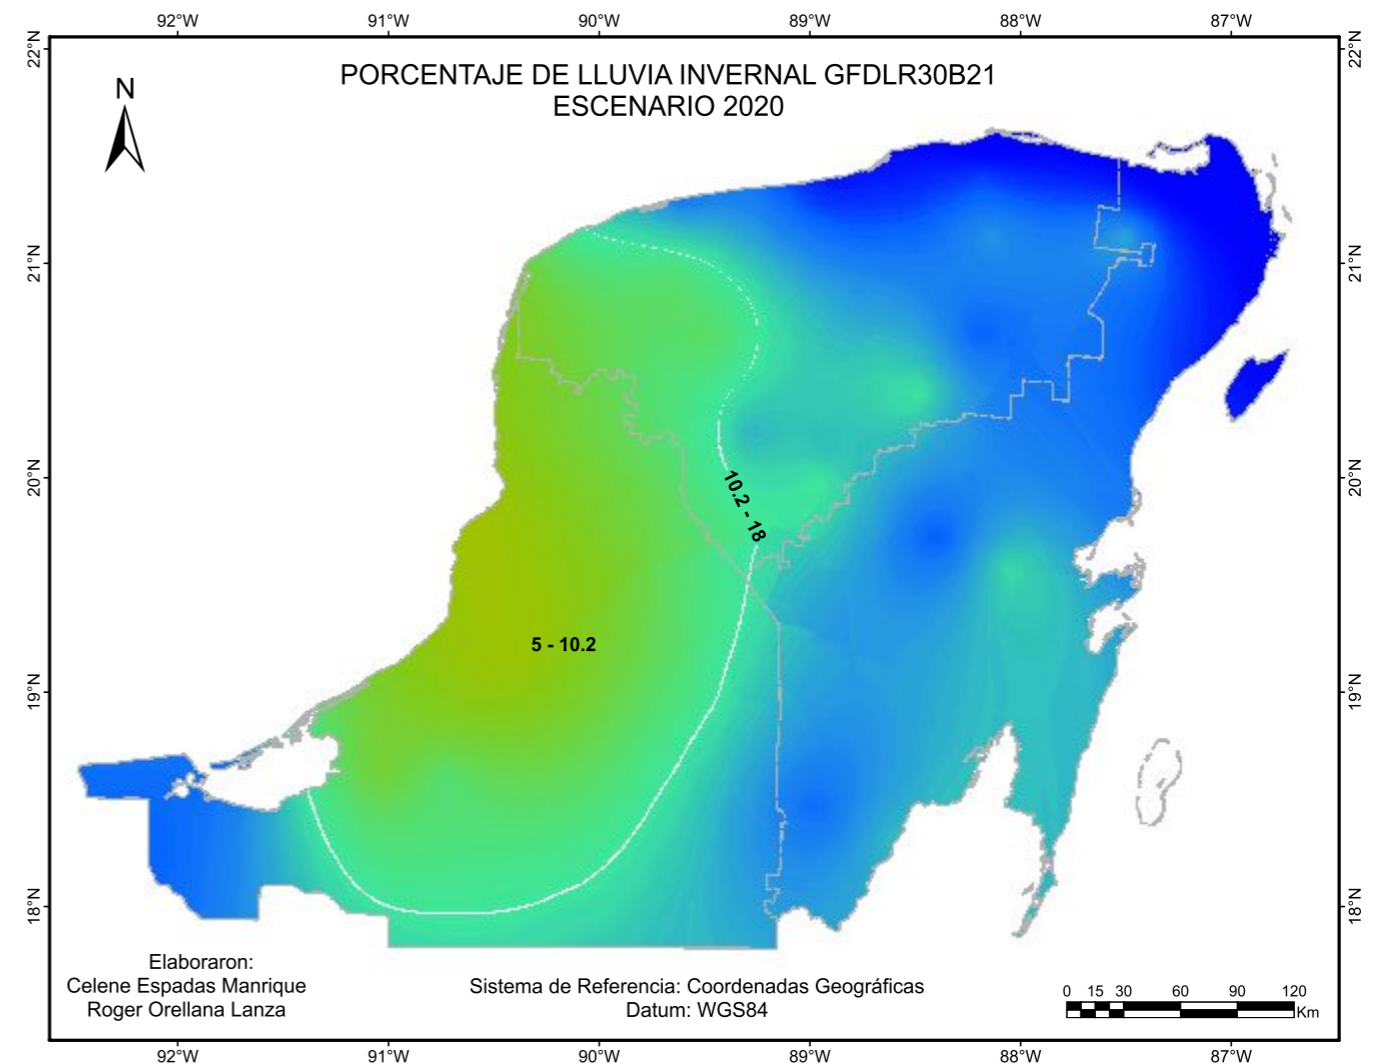 92°W 91°W 90°W 89°W 88°W 87°W
22°N 22°N
PORCENTAJE DE LLUVIA INVERNAL GFDLR30B21
ESCENARIO 2020
N
21°N 21°N
20°N 20°N
10.2 - 18
5 - 10.2
19°N 19°N
18°N 18°N
Elaboraron:
Celene Espadas Manrique
Roger Orellana Lanza
Sistema de Referencia: Coordenadas Geográficas
Datum: WGS84
0 15 30 60 90 120
Km
92°W 91°W 90°W 89°W 88°W 87°W